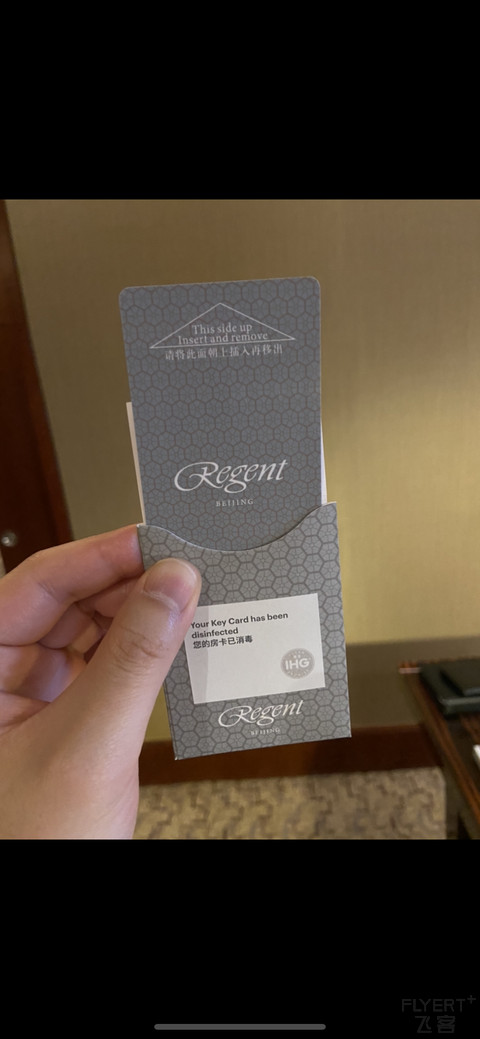 This side up
Insert and remove
请将此面朝上插入再移出
Regent
BEIJING
Your Key Card has been
disinfected
您的房卡已消毒
IHG
Regent
BEIJING
FLYERT+
飞客